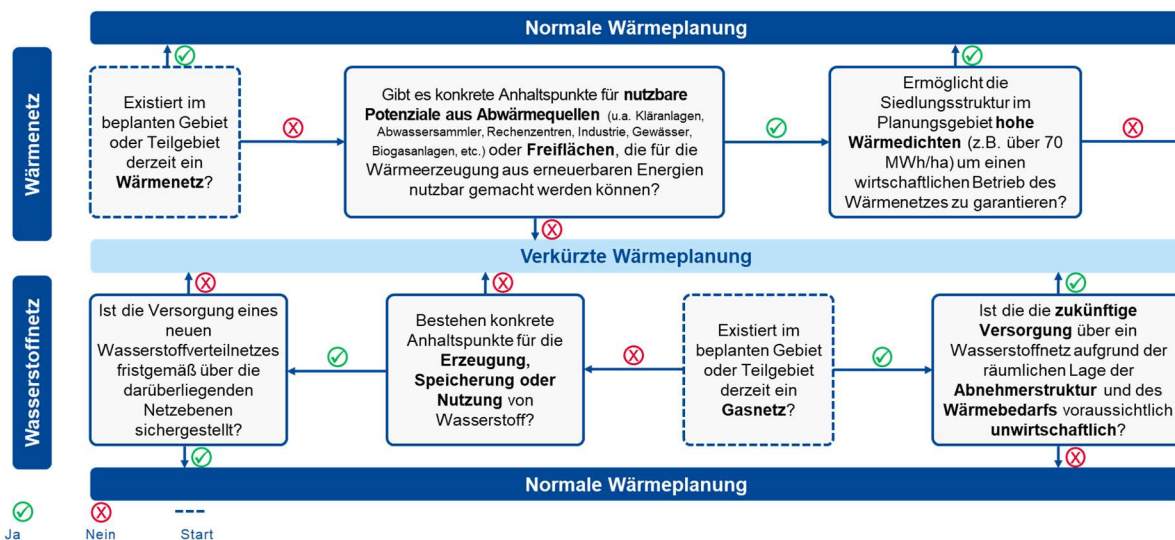 Normale Wärmeplanung
Wärmenetz
Existiert im
beplanten Gebiet
oder Teilgebiet
derzeit ein
Wärmenetz?
Gibt es konkrete Anhaltspunkte für nutzbare
Potenziale aus Abwärmequellen (u.a. Kläranlagen,
Abwassersammler, Rechenzentren, Industrie, Gewässer,
Biogasanlagen, etc.) oder Freiflächen, die für die
Wärmeerzeugung aus erneuerbaren Energien
nutzbar gemacht werden können?
Ermöglicht die
Siedlungsstruktur im
Planungsgebiet hohe
Wärmedichten (z.B. über 70
MWh/ha) um einen
wirtschaftlichen Betrieb des
Wärmenetzes zu garantieren?
Verkürzte Wärmeplanung
Wasserstoffnetz
Ist die Versorgung eines
neuen
Wasserstoffverteilnetzes
fristgemäß über die
darüberliegenden
Netzebenen
sichergestellt?
Bestehen konkrete
Anhaltspunkte für die
Erzeugung,
Speicherung oder
Nutzung von
Wasserstoff?
Existiert im
beplanten Gebiet
oder Teilgebiet
derzeit ein
Gasnetz?
Ist die die zukünftige
Versorgung über ein
Wasserstoffnetz aufgrund der
räumlichen Lage der
Abnehmerstruktur und des
Wärmebedarfs voraussichtlich
unwirtschaftlich?
Normale Wärmeplanung
Ja
Nein
Start